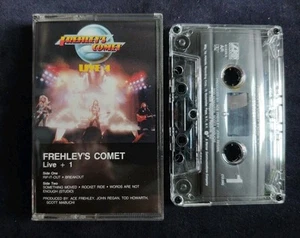 FREHLEY'S
COMET
LIVE+1
FREHLEY'S COMET
Live + 1
Side One
RIP IT OUT • BREAKOUT
Side Two
SOMETHING MOVED • ROCKET RIDE • WORDS ARE NOT
ENOUGH (STUDIO)
PRODUCED BY: ACE FREHLEY, JOHN REGAN, TOD HOWARTH,
SCOTT MABUCHI
1